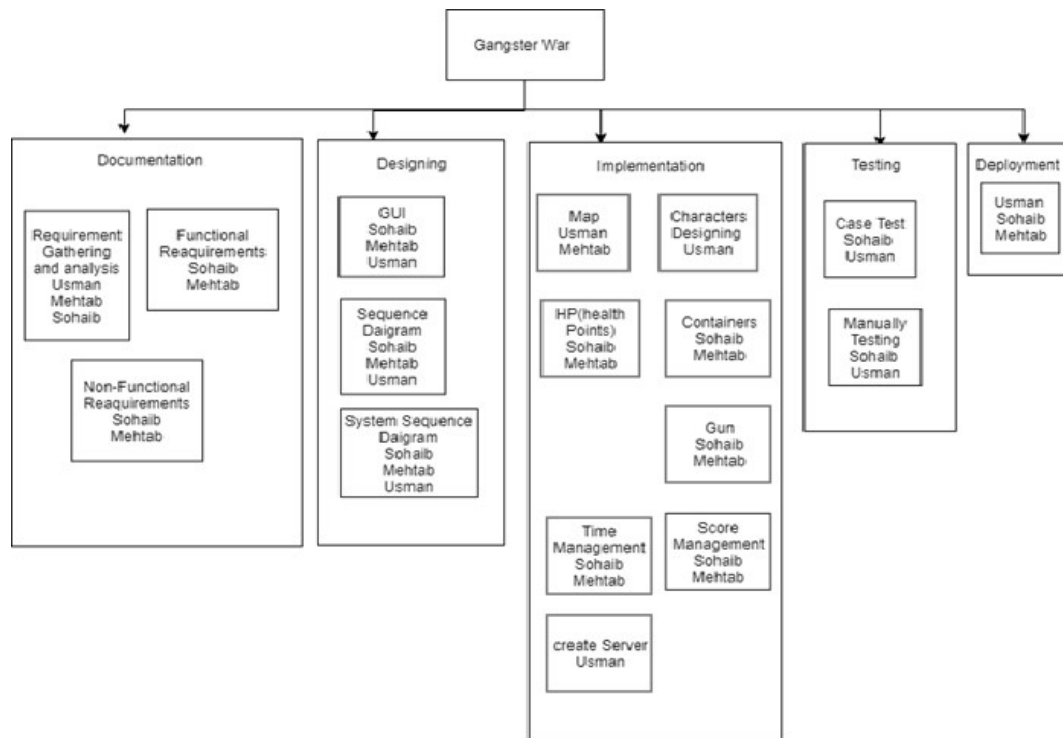 Gangster War
Documentation
Requirement
Gathering
and analysis
Usman
Mehtab
Sohaib
Functional
Reaquirements
Sohaib
Mehtab
Non-Functional
Reaquirements
Sohaib
Mehtab
Designing
GUI
Sohaib
Mehtab
Usman
Sequence
Daigram
Sohaib
Mehtab
Usman
System Sequence
Daigram
Sohaib
Mehtab
Usman
Implementation
Map
Usman
Mehtab
Characters
Designing
Usman
HP(health
Points)
Sohaib
Mehtab
Containers
Sohaib
Mehtab
Gun
Sohaib
Mehtab
Time
Management
Sohaib
Mehtab
Score
Management
Sohaib
Mehtab
create Server
Usman
Testing
Case Test
Sohaib
Usman
Manually
Testing
Sohaib
Usman
Deployment
Usman
Sohaib
Mehtab